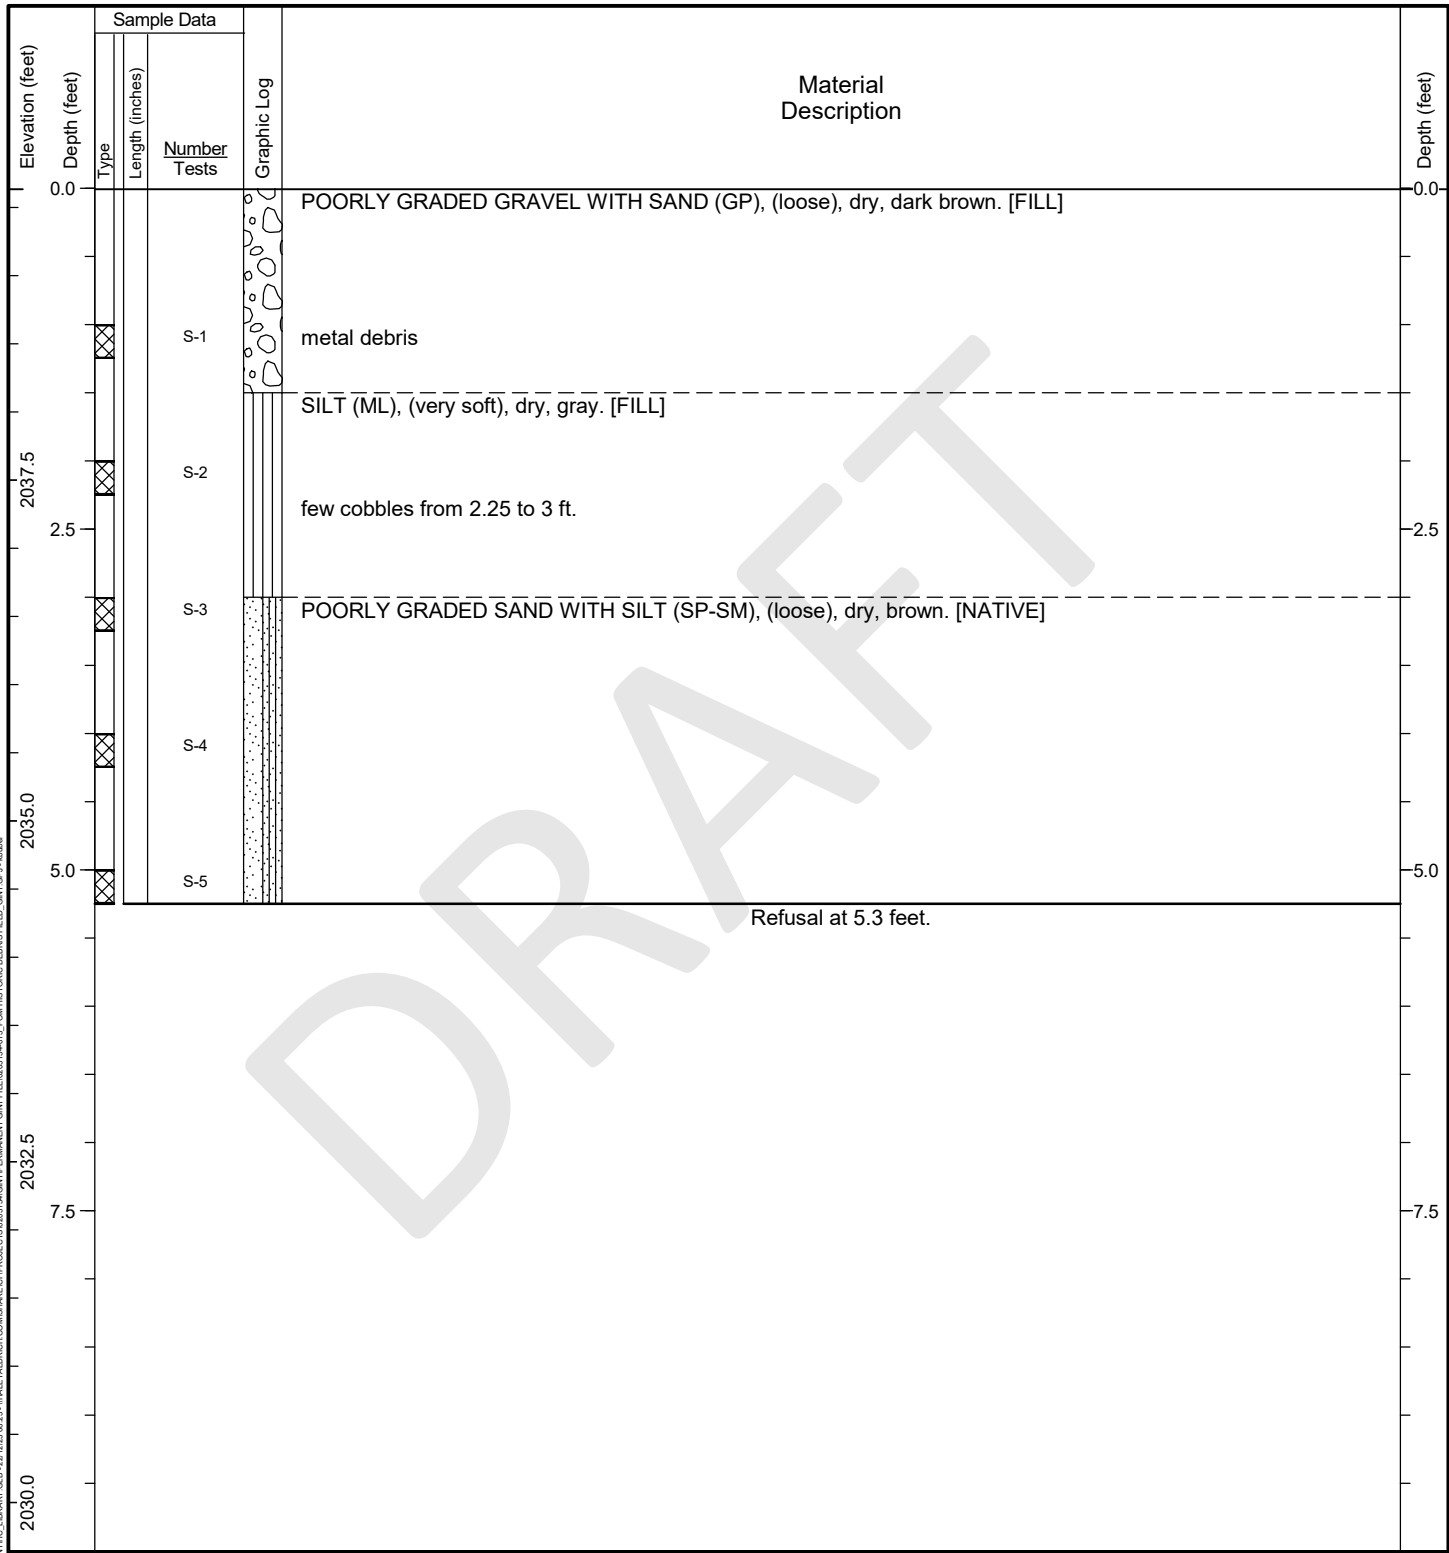 Sample Data
Elevation (feet)
Depth (feet)
Type
Length (inches)
Number
Tests
Graphic Log
Material
Description
Depth (feet)
0.0
POORLY GRADED GRAVEL WITH SAND (GP), (loose), dry, dark brown. [FILL]
0.0
S-1
metal debris
SILT (ML), (very soft), dry, gray. [FILL]
2037.5
S-2
few cobbles from 2.25 to 3 ft.
2.5
2.5
S-3
POORLY GRADED SAND WITH SILT (SP-SM), (loose), dry, brown. [NATIVE]
S-4
2035.0
5.0
S-5
5.0
Refusal at 5.3 feet.
2032.5
7.5
7.5
2030.0
DRAFT